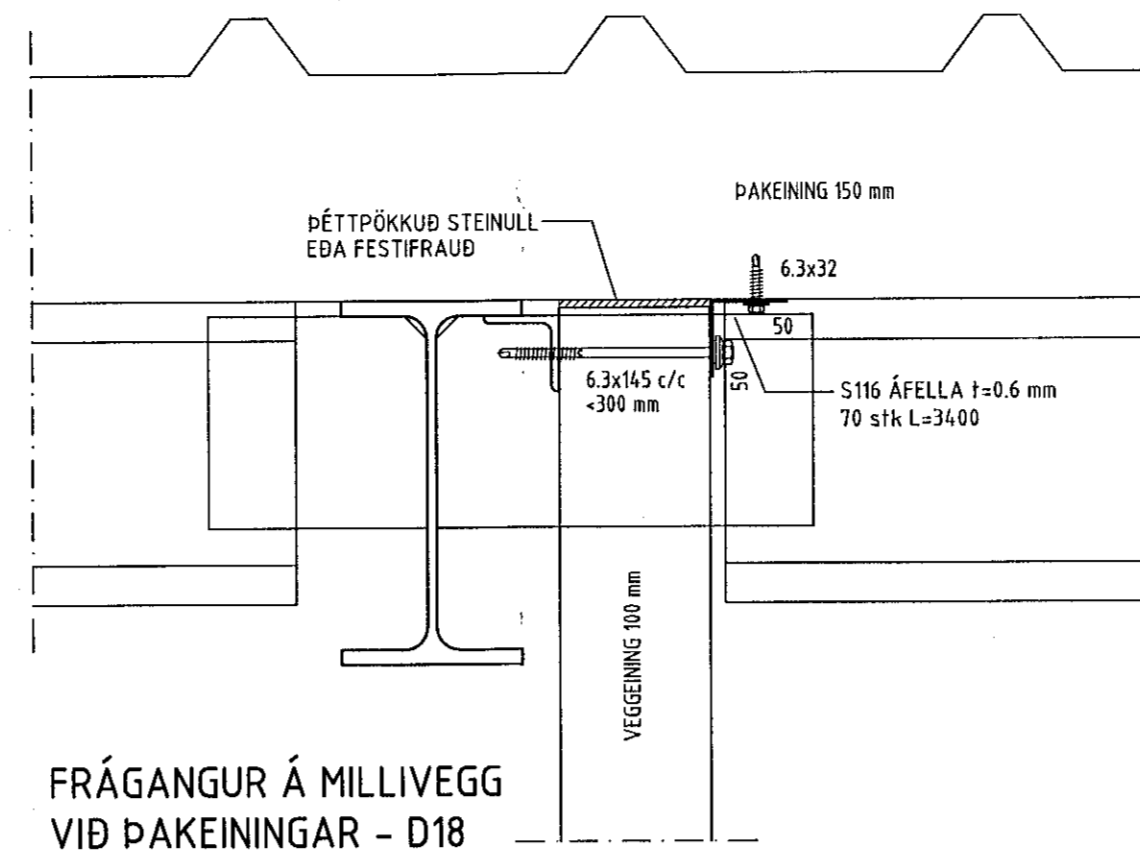 ÞAKEINING 150 mm
ÞÉTTPÖKKUÐ STEINULL
EÐA FESTIFRAUÐ
6.3x32
50
50
6.3x145 c/c
<300 mm
S116 ÁFELLA t=0.6 mm
70 stk L=3400
VEGGEINING 100 mm
FRÁGANGUR Á MILLIVEGG
VIÐ ÞAKEININGAR - D18